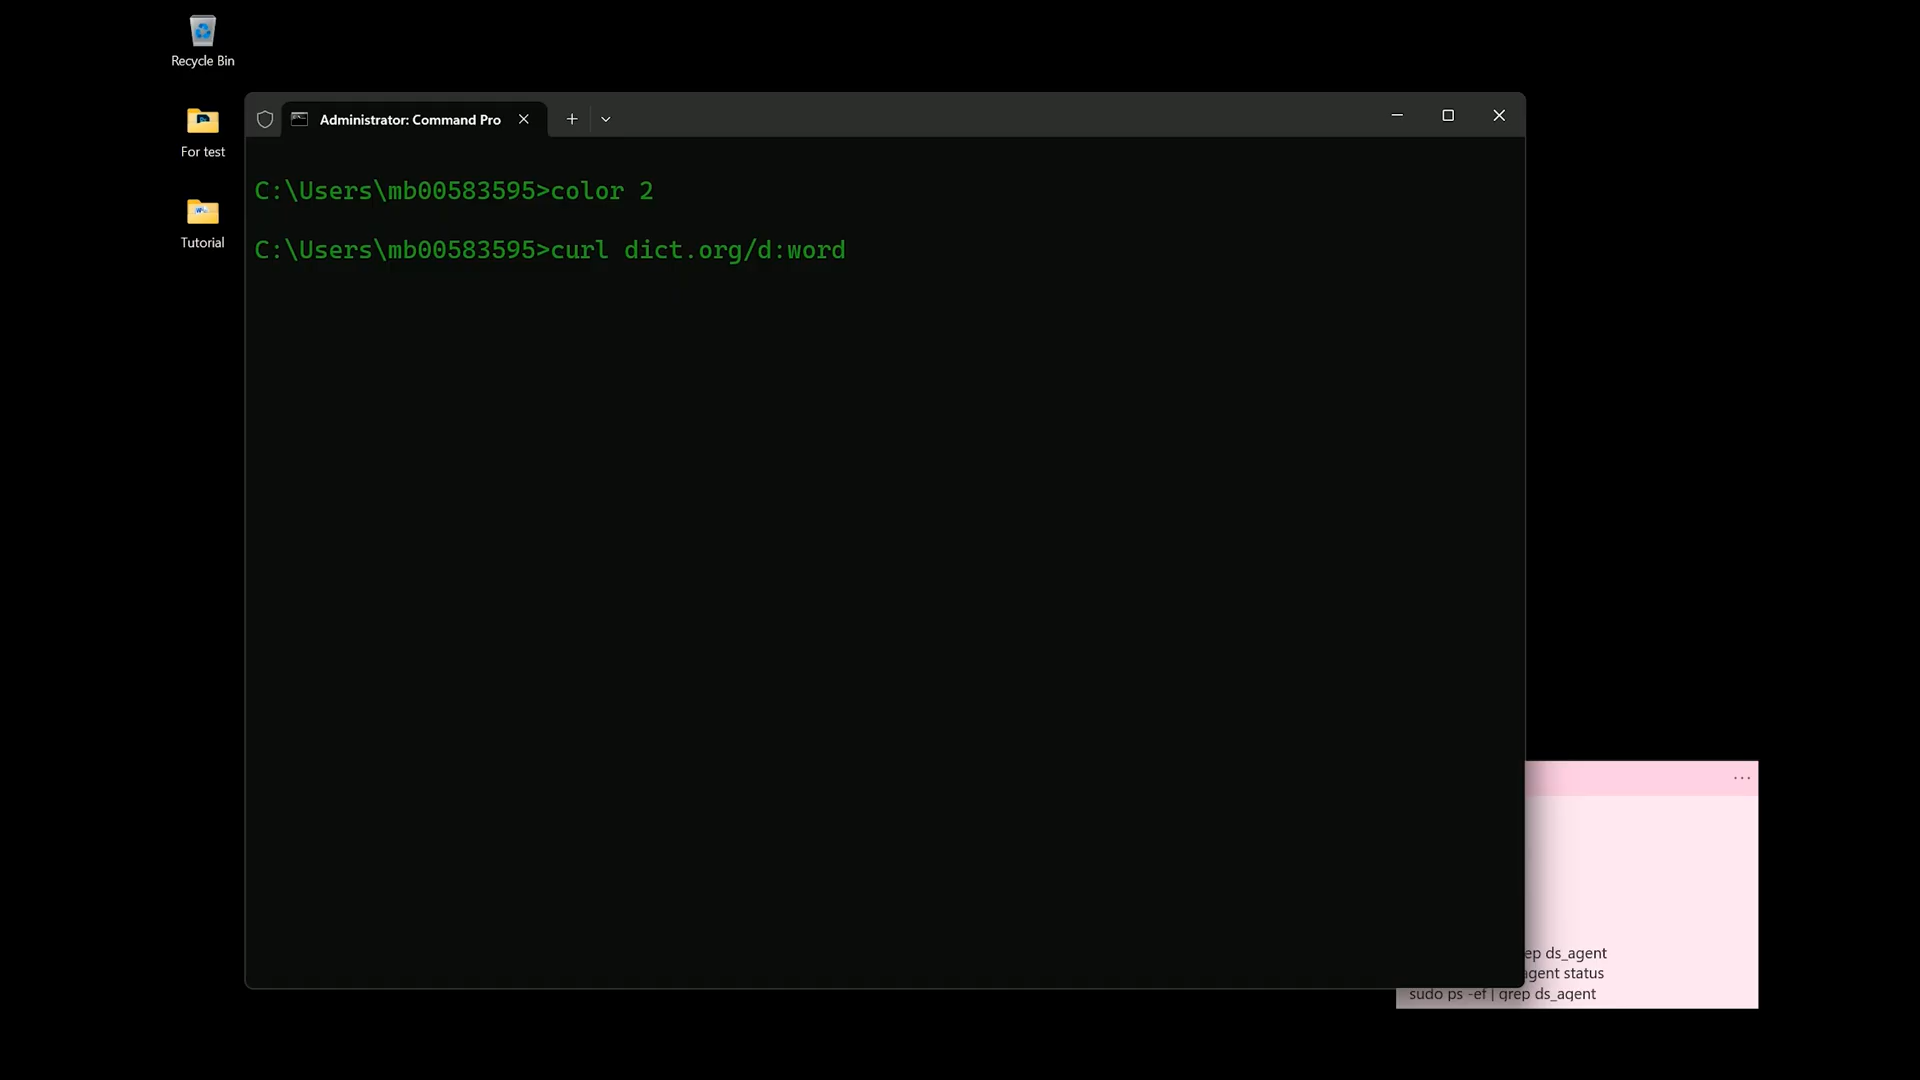 Recycle Bin
For test
Tutorial
Administrator: Command Pro
C:\Users\mb00583595>color 2
C:\Users\mb00583595>curl dict.org/d:word
ep ds_agent
agent status
sudo ps -ef | grep ds_agent